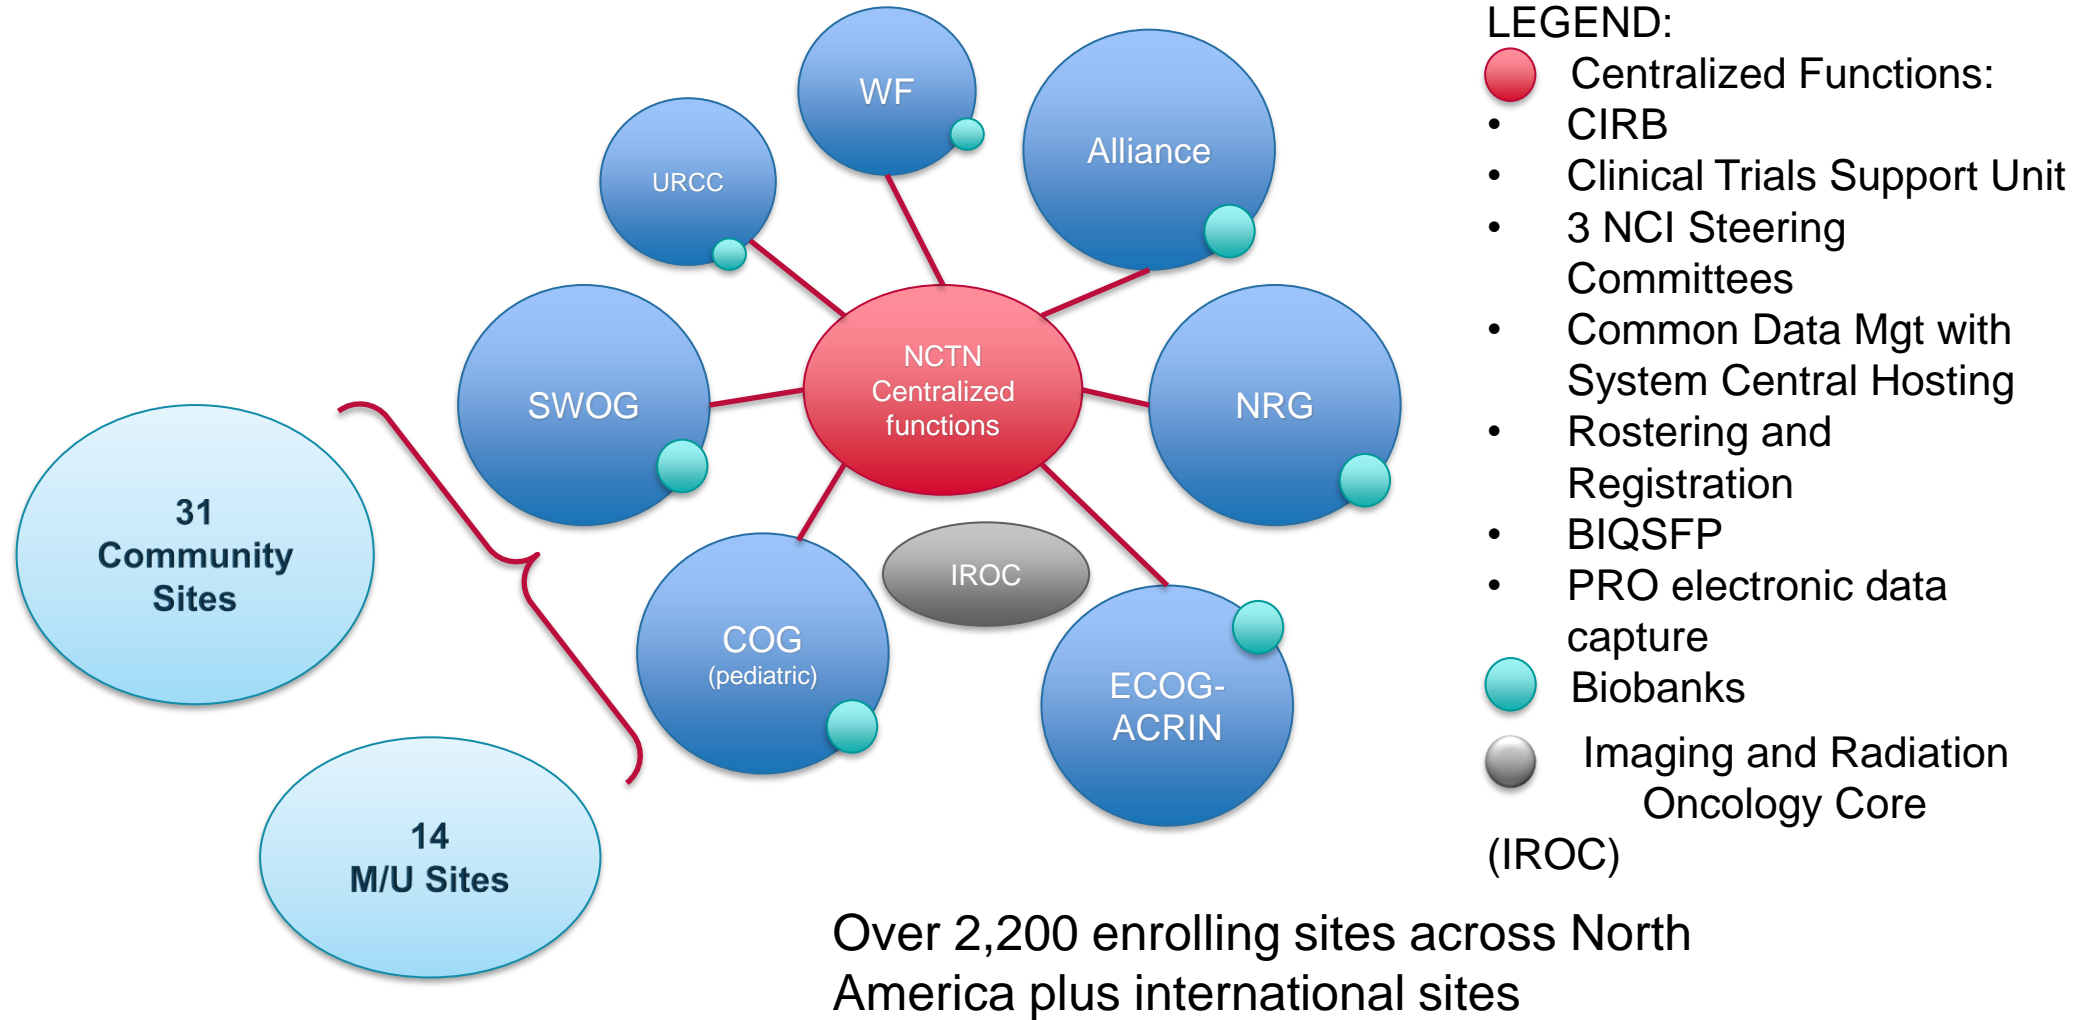 WF
Alliance
URCC
NCTN
Centralized
functions
SWOG
NRG
IROC
COG
(pediatric)
ECOG-
ACRIN
31
Community
Sites
14
M/U Sites
LEGEND:
Centralized Functions:
• CIRB
• Clinical Trials Support Unit
• 3 NCI Steering
Committees
• Common Data Mgt with
System Central Hosting
• Rostering and
Registration
• BIQSFP
• PRO electronic data
capture
Biobanks
Imaging and Radiation
Oncology Core
(IROC)
Over 2,200 enrolling sites across North
America plus international sites